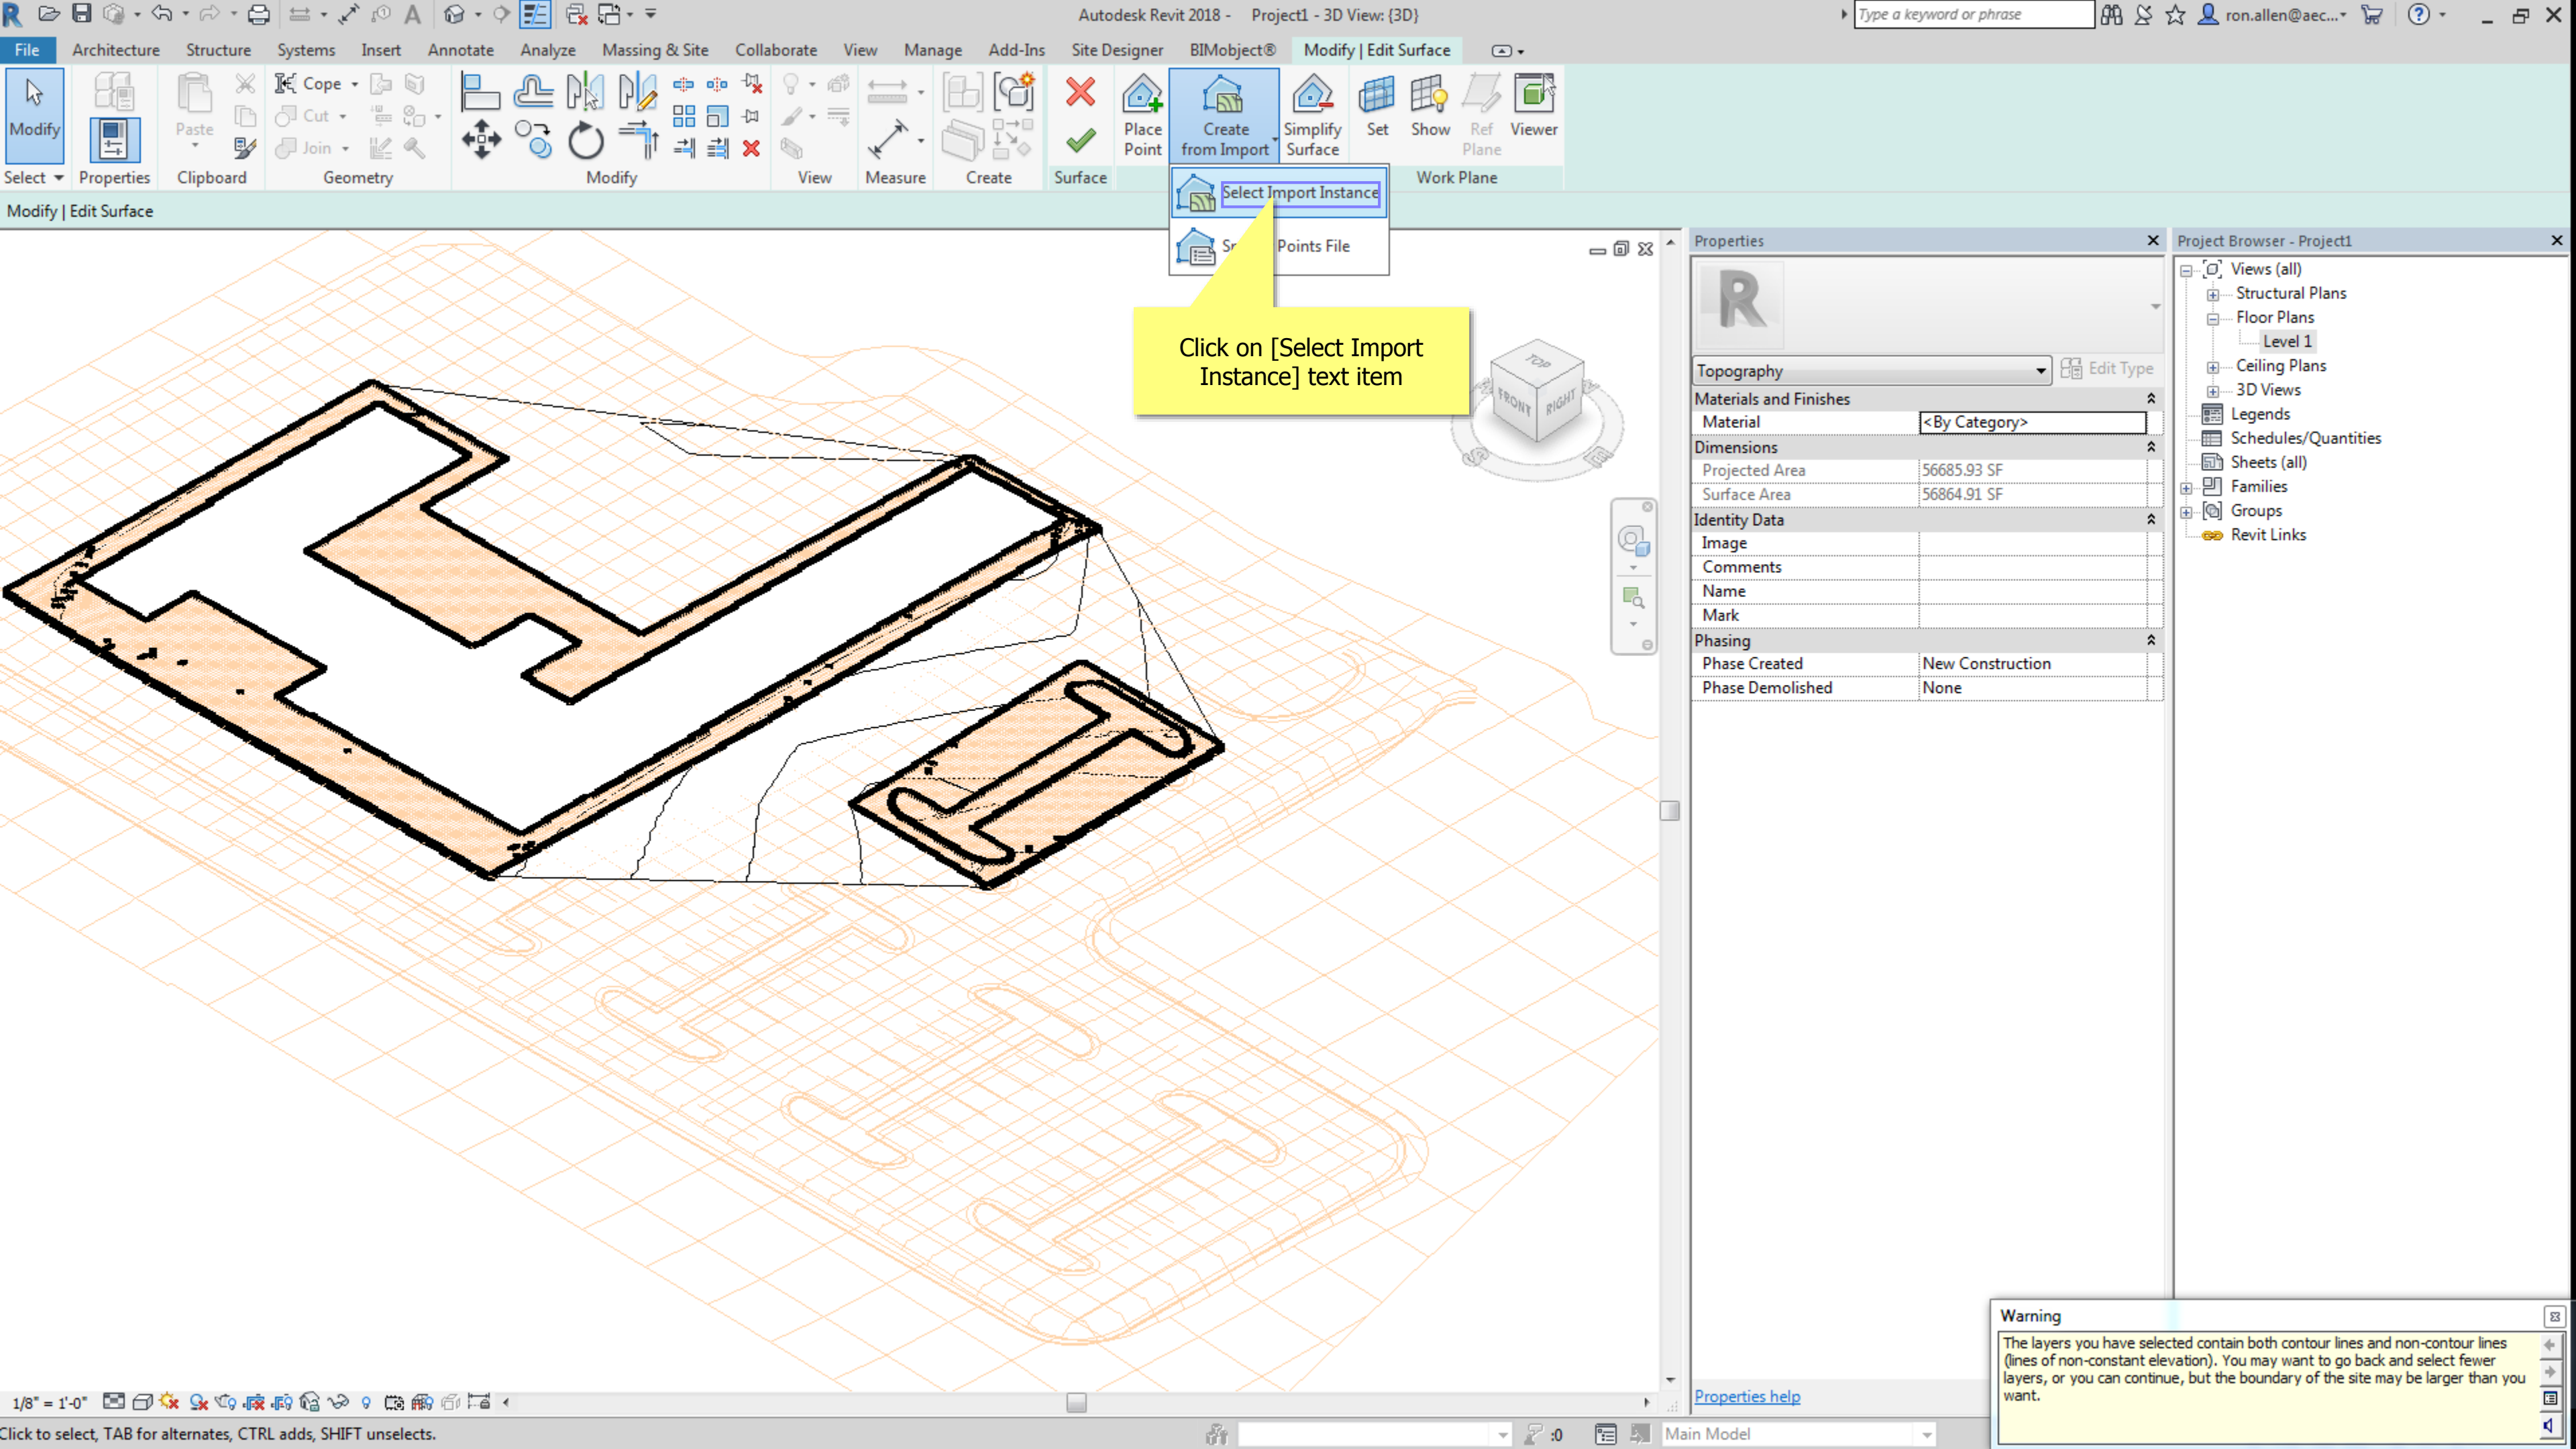 Autodesk Revit 2018 - Project1 - 3D View: {3D}
Type a keyword or phrase
ron.allen@aec...
File Architecture Structure Systems Insert Annotate Analyze Massing & Site Collaborate View Manage Add-Ins Site Designer BIMobject® Modify | Edit Surface
Modify
Paste
Cope
Cut
Join
Place Point
Create from Import
Simplify Surface
Set
Show
Ref Plane
Viewer
Select Properties Clipboard Geometry Modify View Measure Create Surface Work Plane
Select Import Instance
Points File
Modify | Edit Surface
Click on [Select Import
Instance] text item
TOP
FRONT
RIGHT
S
E
Properties
R
Topography
Edit Type
Materials and Finishes
Material <By Category>
Dimensions
Projected Area 56685.93 SF
Surface Area 56864.91 SF
Identity Data
Image
Comments
Name
Mark
Phasing
Phase Created New Construction
Phase Demolished None
Properties help
Project Browser - Project1
Views (all)
Structural Plans
Floor Plans
Level 1
Ceiling Plans
3D Views
Legends
Schedules/Quantities
Sheets (all)
Families
Groups
Revit Links
Warning
The layers you have selected contain both contour lines and non-contour lines
(lines of non-constant elevation). You may want to go back and select fewer
layers, or you can continue, but the boundary of the site may be larger than you
want.
1/8" = 1'-0"
Click to select, TAB for alternates, CTRL adds, SHIFT unselects.
:0
Main Model